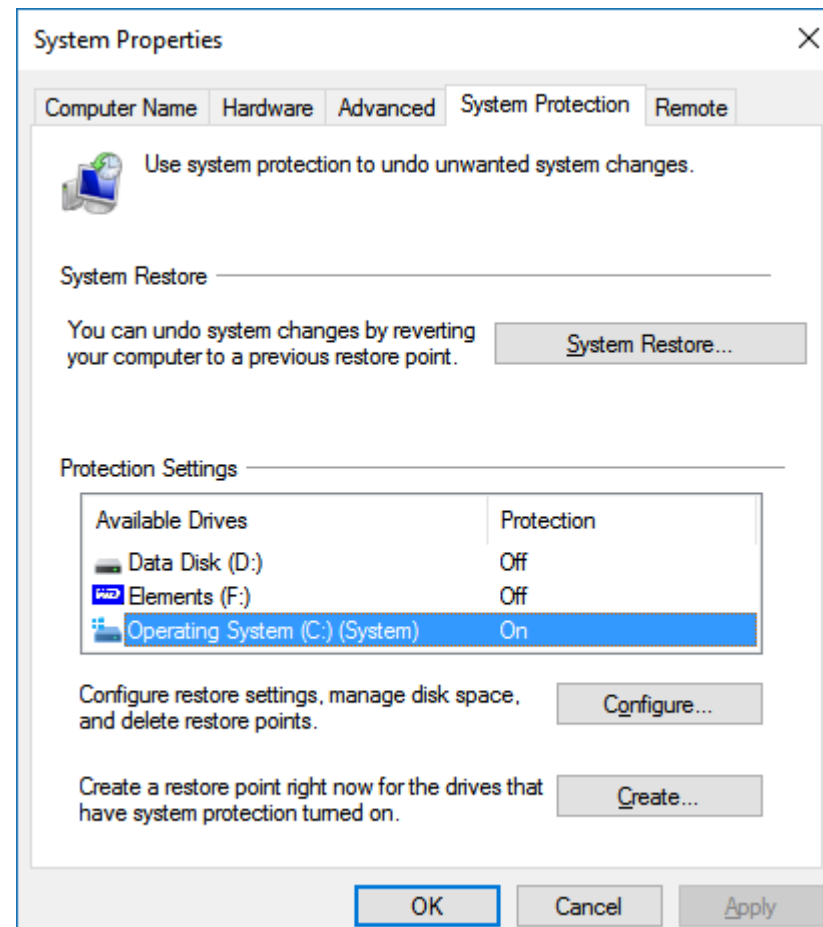 System Properties
Computer Name Hardware Advanced System Protection Remote
Use system protection to undo unwanted system changes.
System Restore
You can undo system changes by reverting
your computer to a previous restore point.
System Restore...
Protection Settings
Available Drives Protection
Data Disk (D:) Off
WD Elements (F:) Off
Operating System (C:) (System) On
Configure restore settings, manage disk space,
and delete restore points.
Configure...
Create a restore point right now for the drives that
have system protection turned on.
Create...
OK Cancel Apply